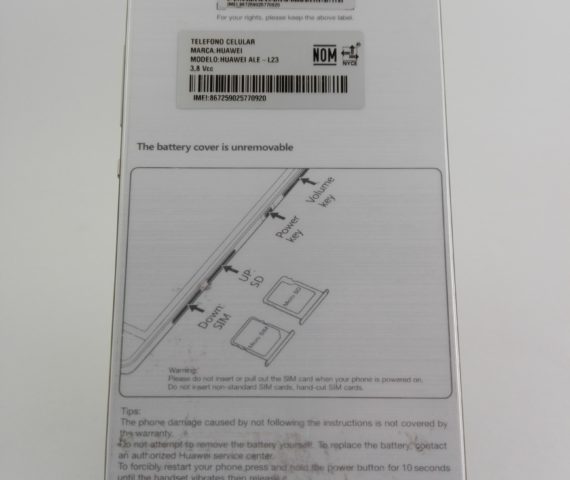 For your rights, please keep the above label.
TELEFONO CELULAR
MARCA:HUAWEI
MODELO:HUAWEI ALE - L23
3,8 Vcc
NOM
NYCE
IMEI:867259025770920
The battery cover is unremovable
Volume key
Power key
UP: SD
Down: SIM
Micro SD
Micro SIM
Warning:
Please do not insert or pull out the SIM card when your phone is powered on.
Do not insert non-standard SIM cards, hand-cut SIM cards.
Tips:
The phone damage caused by not following the instructions is not covered by
the warranty.
Do not attempt to remove the battery yourself. To replace the battery, contact
an authorized Huawei service center.
To forcibly restart your phone,press and hold the power button for 10 seconds
until the handset vibrates then release